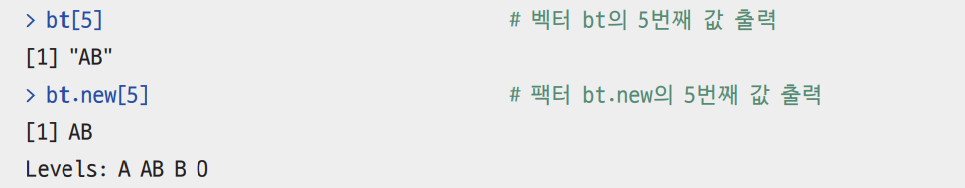 > bt[5] # 벡터 bt의 5번째 값 출력
[1] "AB"
> bt.new[5] # 팩터 bt.new의 5번째 값 출력
[1] AB
Levels: A AB B O